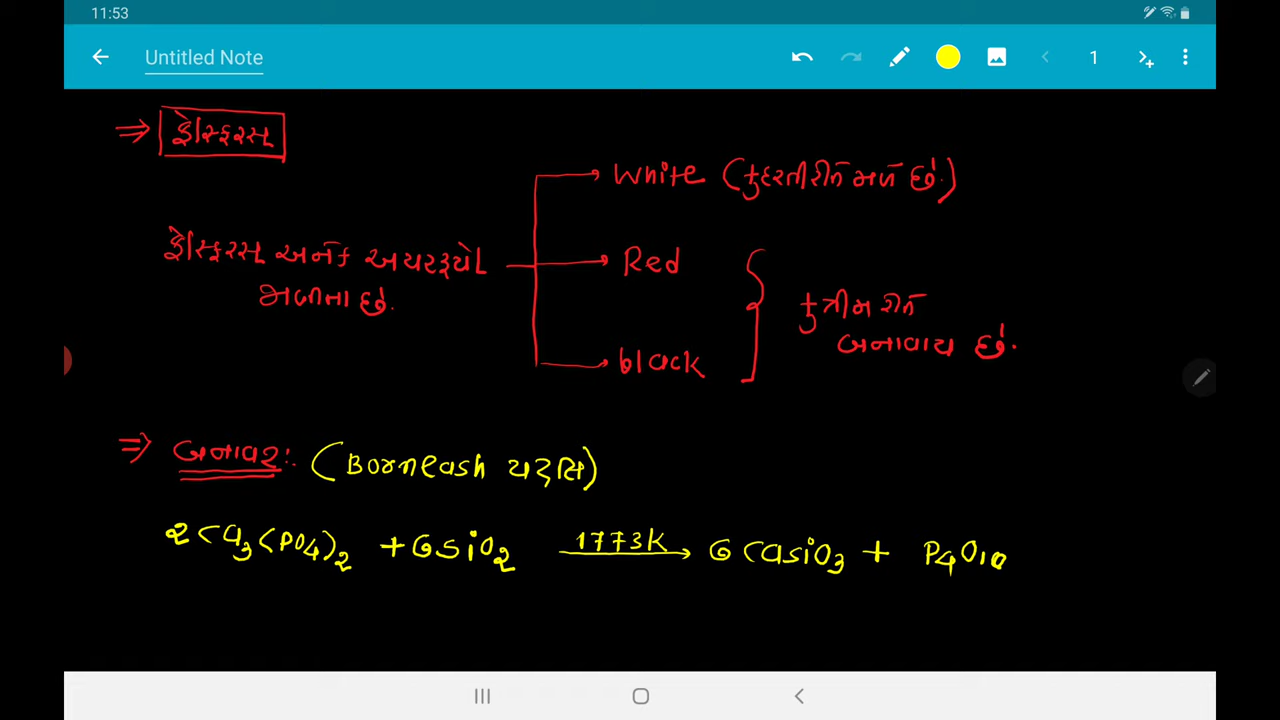 11:53
Untitled Note
1
⇒ ફોસ્ફરસ
White (કુદરતી રીતે મળે છે.)
ફોસ્ફરસ અનેક અપરરૂપો
મળીતા છે.
Red
black
કુત્રીમ રીતે
બનાવાય છે.
⇒ બનાવટ:.
(Borneash પદ્ધતિ)
2Ca3(PO4)2 + 6SiO2 1773K → 6CaSiO3 + P4O10